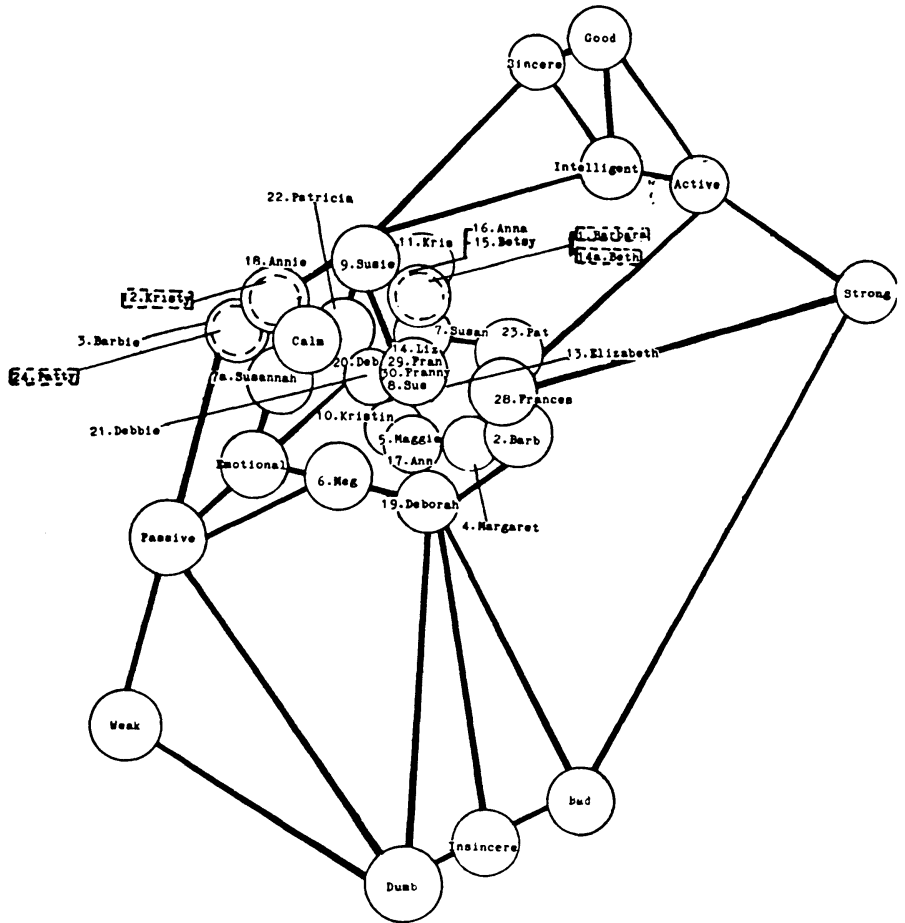 Good
Sincere
Intelligent
Active
22.Patricia
16.Anna
15.Betsy
1.Barbara
14a.Beth
11.Kris
18.Annie
9.Susie
Strong
12.Kristy
3.Barbie
Calm
7.Susan
23.Pat
14.Liz
13.Elizabeth
20.Deb
29.Fran
30.Franny
8.Sue
24.Patty
7a.Susannah
28.Frances
10.Kristin
21.Debbie
5.Maggie
2.Barb
17.Ann
Emotional
6.Meg
19.Deborah
4.Margaret
Passive
Weak
Bad
Insincere
Dumb